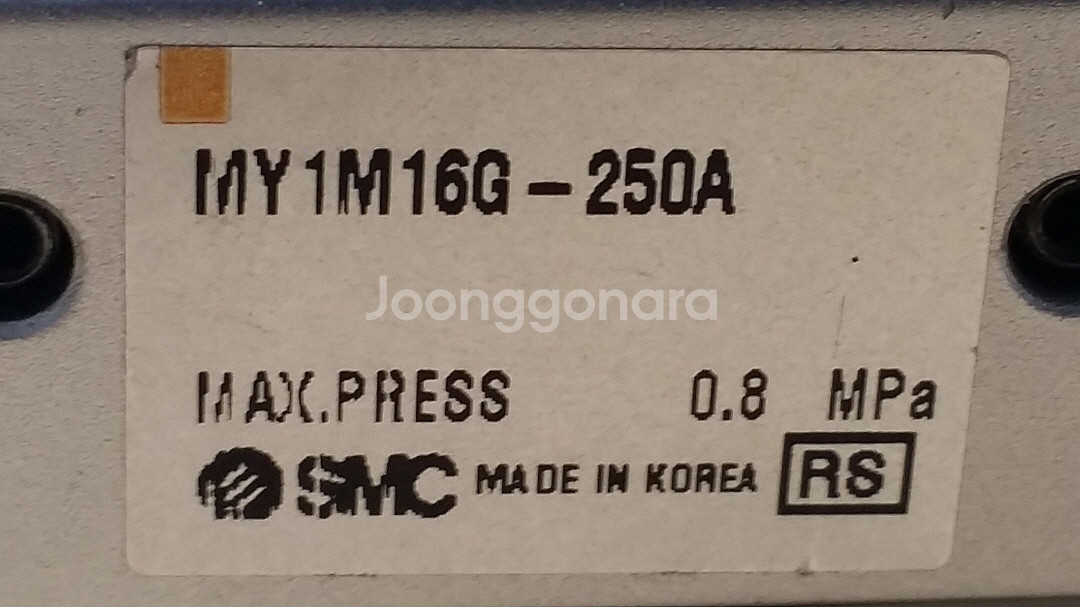 MY1M16G-250A
Joonggonara
MAX.PRESS 0.8 MPa
SMC MADE IN KOREA RS